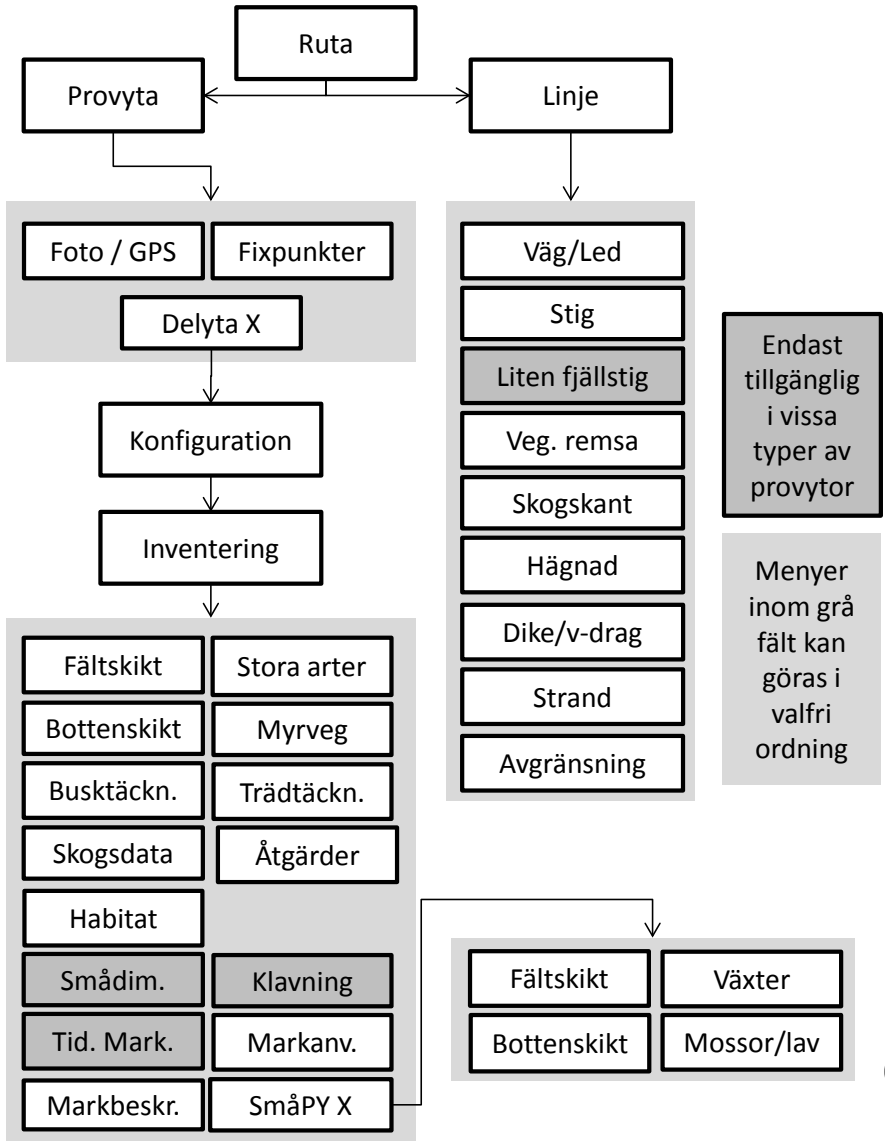 Ruta
Provyta
Linje
Foto / GPS
Fixpunkter
Delyta X
Konfiguration
Inventering
Fältskikt
Stora arter
Bottenskikt
Myrveg
Busktäckn.
Trädtäckn.
Skogsdata
Åtgärder
Habitat
Smådim.
Klavning
Tid. Mark.
Markanv.
Markbeskr.
SmåPY X
Väg/Led
Stig
Liten fjällstig
Veg. remsa
Skogskant
Hägnad
Dike/v-drag
Strand
Avgränsning
Endast
tillgänglig
i vissa
typer av
provytor
Menyer
inom grå
fält kan
göras i
valfri
ordning
Fältskikt
Växter
Bottenskikt
Mossor/lav